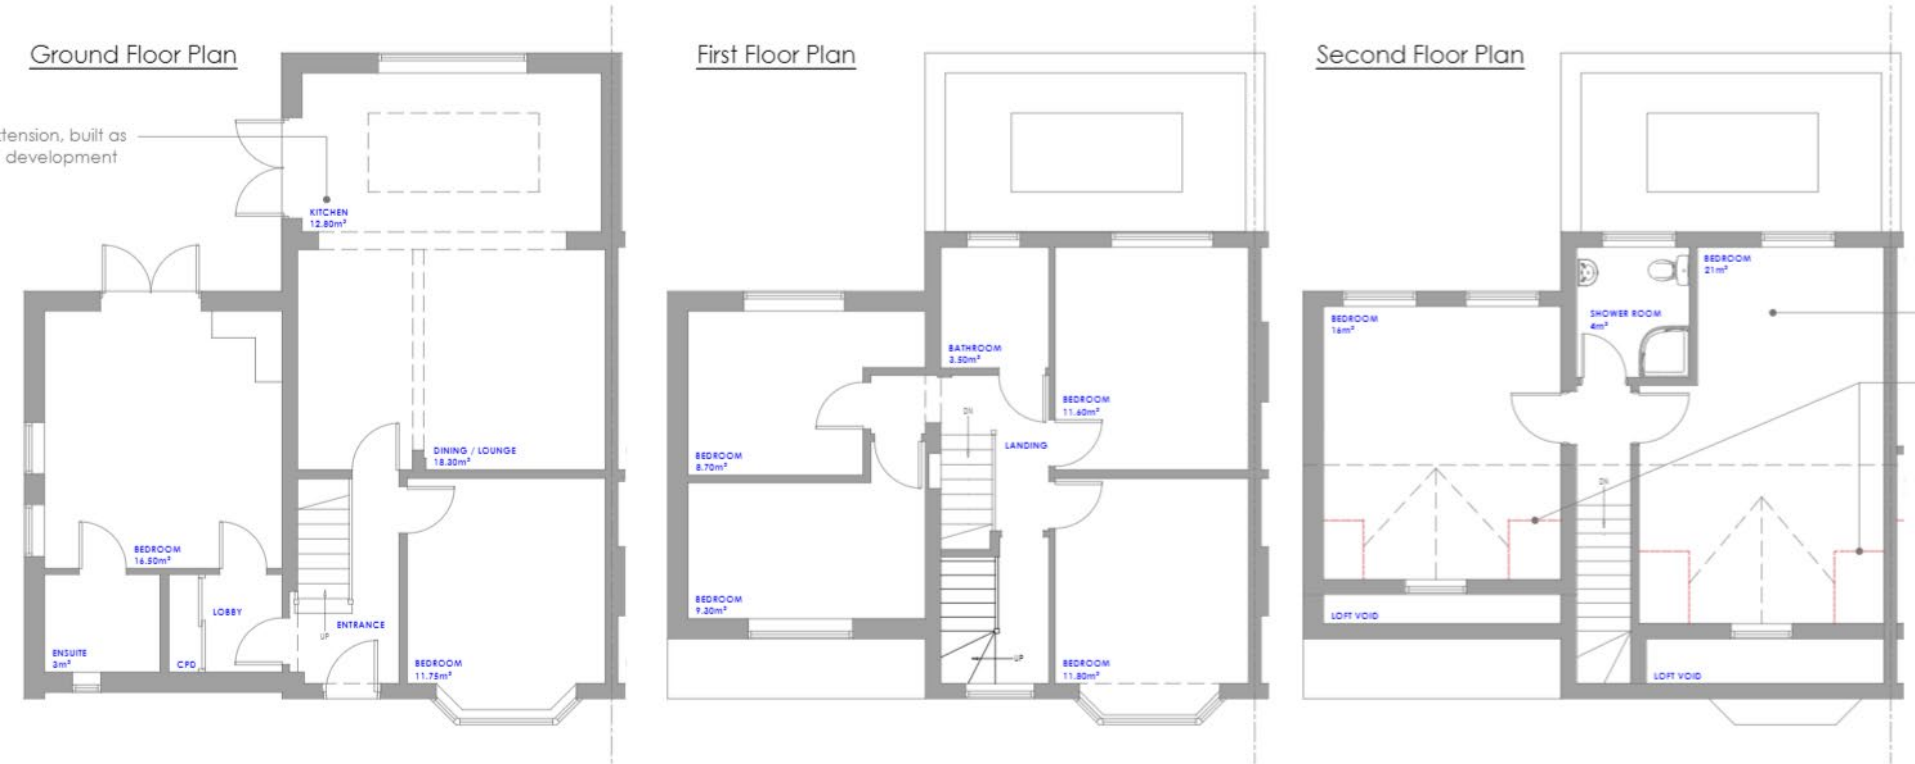 Ground Floor Plan
First Floor Plan
Second Floor Plan
tension, built as
development
KITCHEN
12.80m²
DINING / LOUNGE
18.30m²
BEDROOM
16.50m²
LOBBY
ENTRANCE
UP
ENSUITE
3m²
CPD
BEDROOM
11.75m²
BATHROOM
3.50m²
BEDROOM
11.60m²
DN
LANDING
BEDROOM
8.70m²
BEDROOM
9.30m²
UP
BEDROOM
11.80m²
BEDROOM
21m²
SHOWER ROOM
4m²
BEDROOM
16m²
DN
LOFT VOID
LOFT VOID